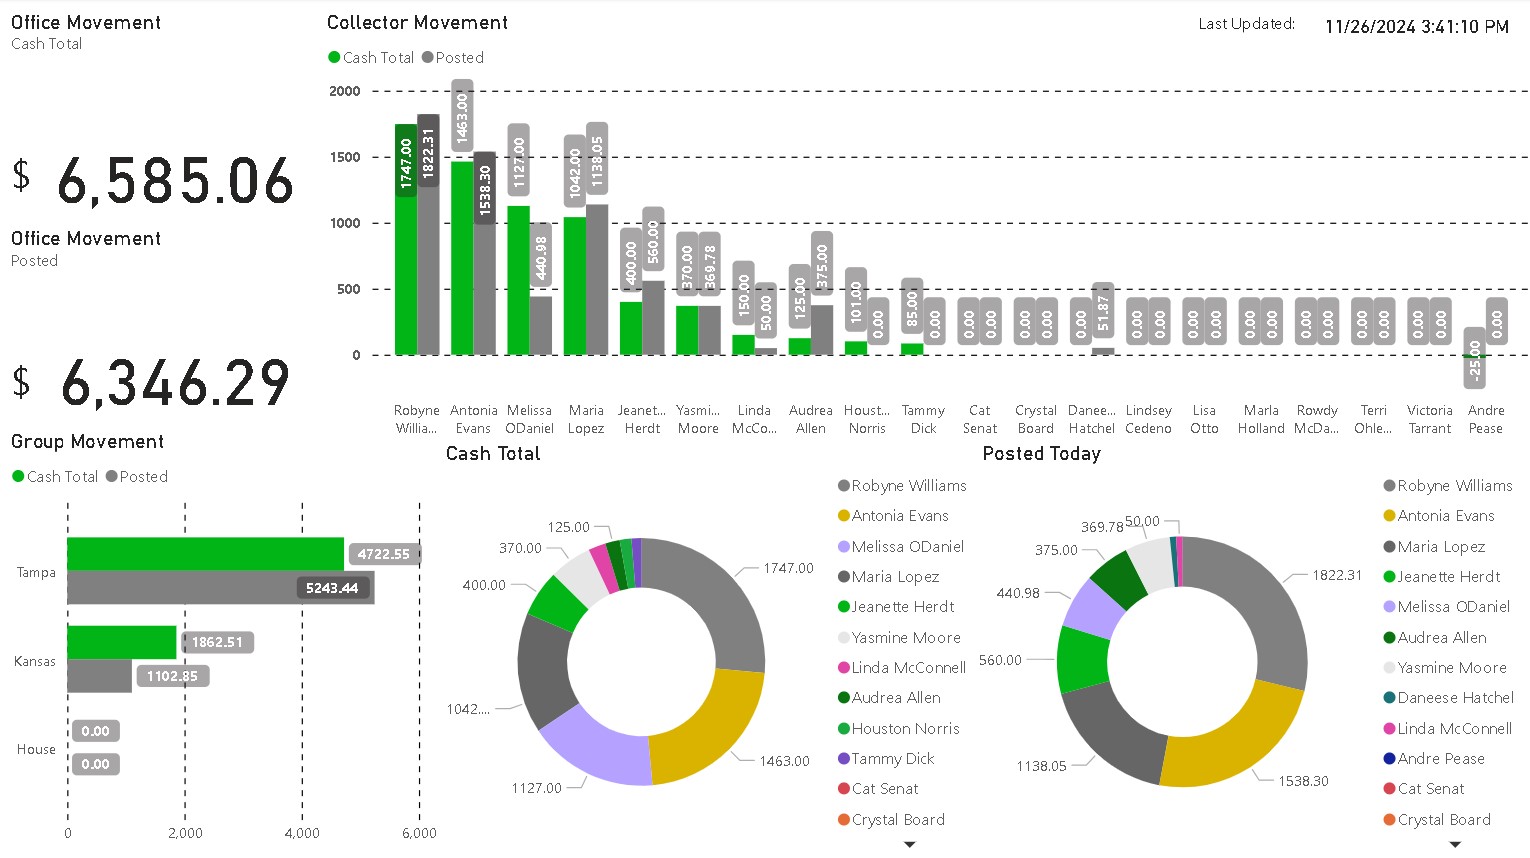 Office Movement
Cash Total
$ 6,585.06
Office Movement
Posted
$ 6,346.29
Collector Movement
Cash Total Posted
Last Updated: 11/26/2024 3:41:10 PM
2000
1500
1000
500
0
1747.00 1822.31 1463.00 1538.30 1127.00 440.98 1042.00 1138.05 400.00 560.00 370.00 369.78 150.00 50.00 125.00 375.00 101.00 0.00 85.00 0.00 0.00 0.00 0.00 0.00 0.00 51.87 0.00 0.00 0.00 0.00 0.00 0.00 0.00 0.00 0.00 0.00 0.00 0.00 -25.00 0.00
Robyne Willia...
Antonia Evans
Melissa ODaniel
Maria Lopez
Jeanet... Herdt
Yasmi... Moore
Linda McCo...
Audrea Allen
Houst... Norris
Tammy Dick
Cat Senat
Crystal Board
Danee... Hatchel
Lindsey Cedeno
Lisa Otto
Marla Holland
Rowdy McDa...
Terri Ohle...
Victoria Tarrant
Andre Pease
Group Movement
Cash Total Posted
Tampa
4722.55
5243.44
Kansas
1862.51
1102.85
House
0.00
0.00
0 2,000 4,000 6,000
Cash Total
125.00
370.00
400.00
1042....
1127.00
1463.00
1747.00
Robyne Williams
Antonia Evans
Melissa ODaniel
Maria Lopez
Jeanette Herdt
Yasmine Moore
Linda McConnell
Audrea Allen
Houston Norris
Tammy Dick
Cat Senat
Crystal Board
Posted Today
50.00
369.78
375.00
440.98
560.00
1138.05
1538.30
1822.31
Robyne Williams
Antonia Evans
Maria Lopez
Jeanette Herdt
Melissa ODaniel
Audrea Allen
Yasmine Moore
Daneese Hatchel
Linda McConnell
Andre Pease
Cat Senat
Crystal Board